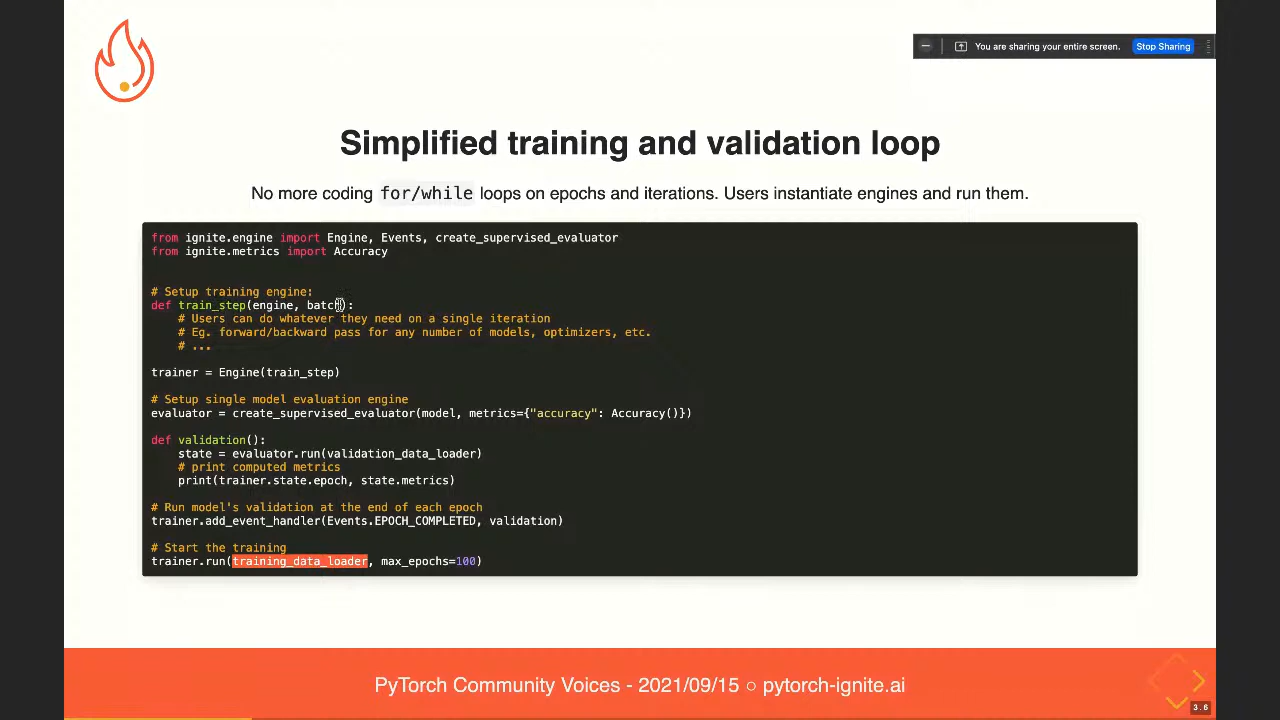 You are sharing your entire screen. Stop Sharing
Simplified training and validation loop
No more coding for/while loops on epochs and iterations. Users instantiate engines and run them.
from ignite.engine import Engine, Events, create_supervised_evaluator
from ignite.metrics import Accuracy
# Setup training engine:
def train_step(engine, batch):
# Users can do whatever they need on a single iteration
# Eg. forward/backward pass for any number of models, optimizers, etc.
# ...
trainer = Engine(train_step)
# Setup single model evaluation engine
evaluator = create_supervised_evaluator(model, metrics={"accuracy": Accuracy()})
def validation():
state = evaluator.run(validation_data_loader)
# print computed metrics
print(trainer.state.epoch, state.metrics)
# Run model's validation at the end of each epoch
trainer.add_event_handler(Events.EPOCH_COMPLETED, validation)
# Start the training
trainer.run(training_data_loader, max_epochs=100)
PyTorch Community Voices - 2021/09/15 ○ pytorch-ignite.ai
3.6